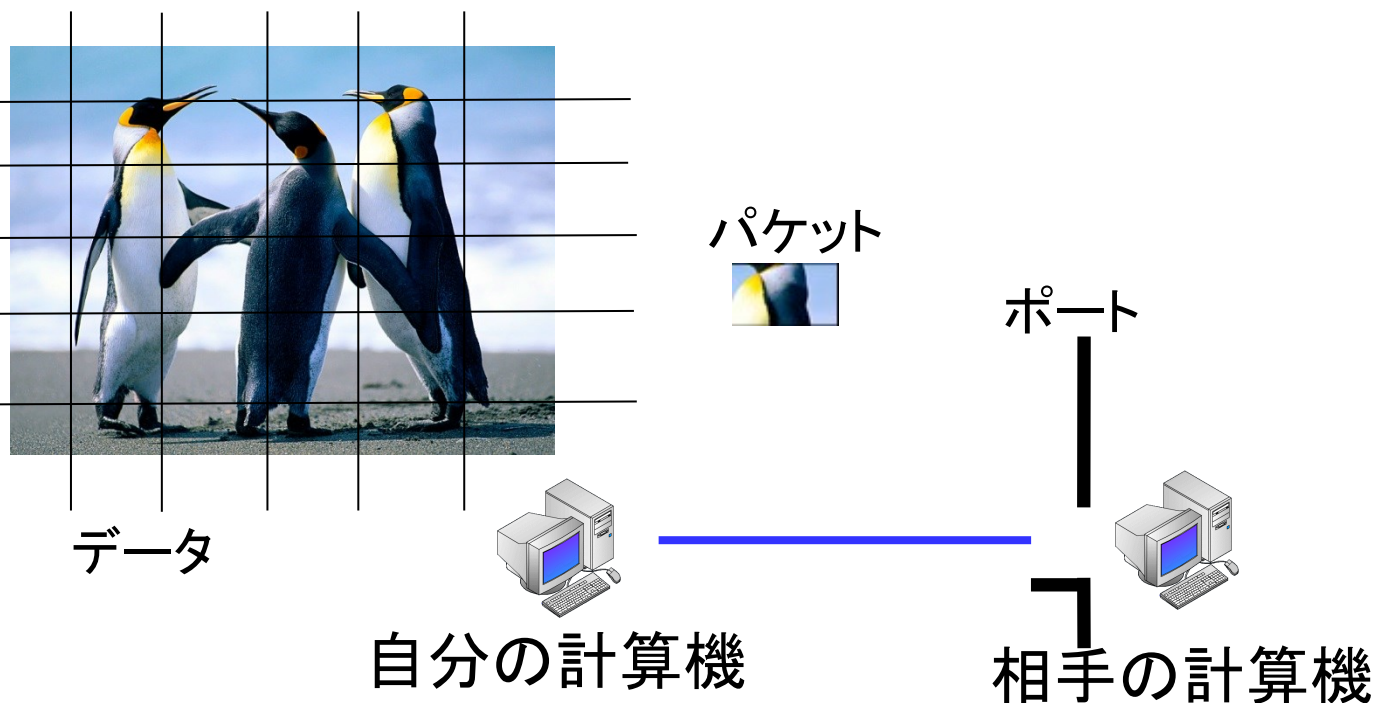 パケット
ポート
データ
自分の計算機
相手の計算機